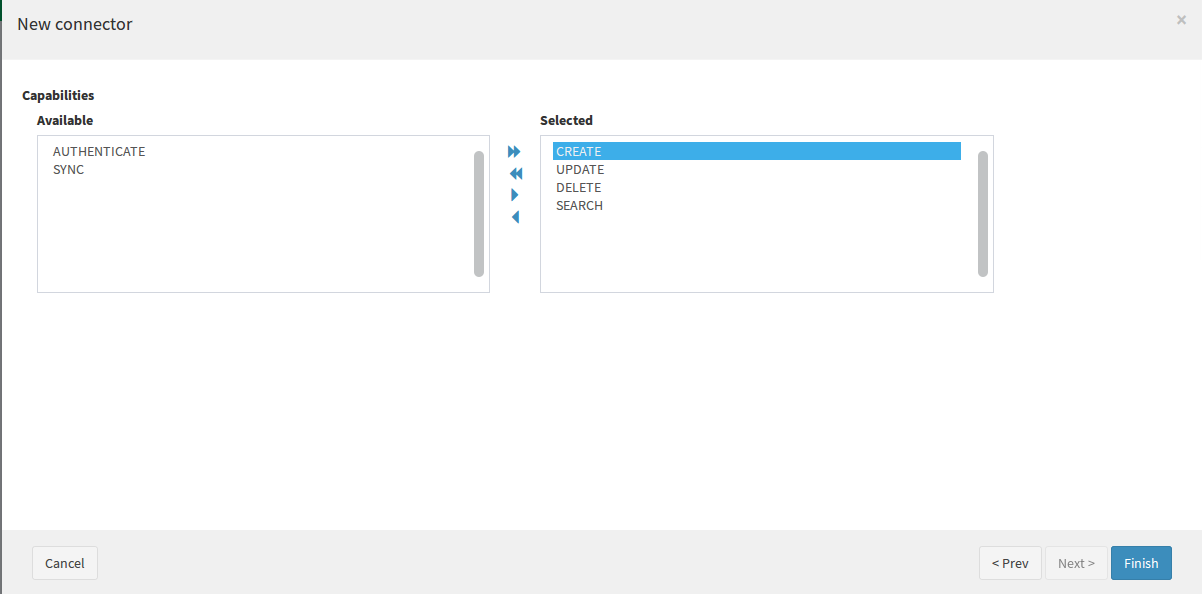 New connector
×
Capabilities
Available
AUTHENTICATE
SYNC
Selected
CREATE
UPDATE
DELETE
SEARCH
Cancel
< Prev
Next >
Finish